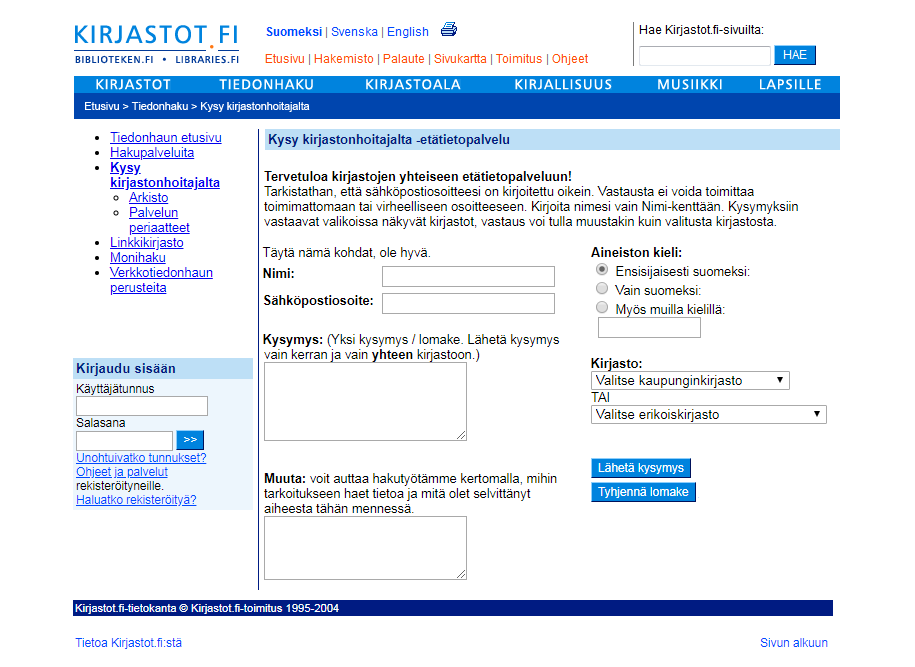 KIRJASTOT.FI
BIBLIOTEKEN.FI • LIBRARIES.FI
Suomeksi | Svenska | English
Etusivu | Hakemisto | Palaute | Sivukartta | Toimitus | Ohjeet
Hae Kirjastot.fi-sivuilta:
HAE
KIRJASTOT TIEDONHAKU KIRJASTOALA KIRJALLISUUS MUSIIKKI LAPSILLE
Etusivu > Tiedonhaku > Kysy kirjastonhoitajalta
Tiedonhaun etusivu
Hakupalveluita
Kysy
kirjastonhoitajalta
Arkisto
Palvelun
periaatteet
Linkkikirjasto
Monihaku
Verkkotiedonhaun
perusteita
Kirjaudu sisään
Käyttäjätunnus
Salasana
>>
Unohtuivatko tunnukset?
Ohjeet ja palvelut
rekisteröityneille.
Haluatko rekisteröityä?
Kysy kirjastonhoitajalta -etätietopalvelu
Tervetuloa kirjastojen yhteiseen etätietopalveluun!
Tarkistathan, että sähköpostiosoitteesi on kirjoitettu oikein. Vastausta ei voida toimittaa
toimimattomaan tai virheelliseen osoitteeseen. Kirjoita nimesi vain Nimi-kenttään. Kysymyksiin
vastaavat valikoissa näkyvät kirjastot, vastaus voi tulla muustakin kuin valitusta kirjastosta.
Täytä nämä kohdat, ole hyvä.
Nimi:
Sähköpostiosoite:
Kysymys: (Yksi kysymys / lomake. Lähetä kysymys
vain kerran ja vain yhteen kirjastoon.)
Muuta: voit auttaa hakutyötämme kertomalla, mihin
tarkoitukseen haet tietoa ja mitä olet selvittänyt
aiheesta tähän mennessä.
Aineiston kieli:
Ensisijaisesti suomeksi:
Vain suomeksi:
Myös muilla kielillä:
Kirjasto:
Valitse kaupunginkirjasto
TAI
Valitse erikoiskirjasto
Lähetä kysymys
Tyhjennä lomake
Kirjastot.fi-tietokanta © Kirjastot.fi-toimitus 1995-2004
Tietoa Kirjastot.fi:stä
Sivun alkuun